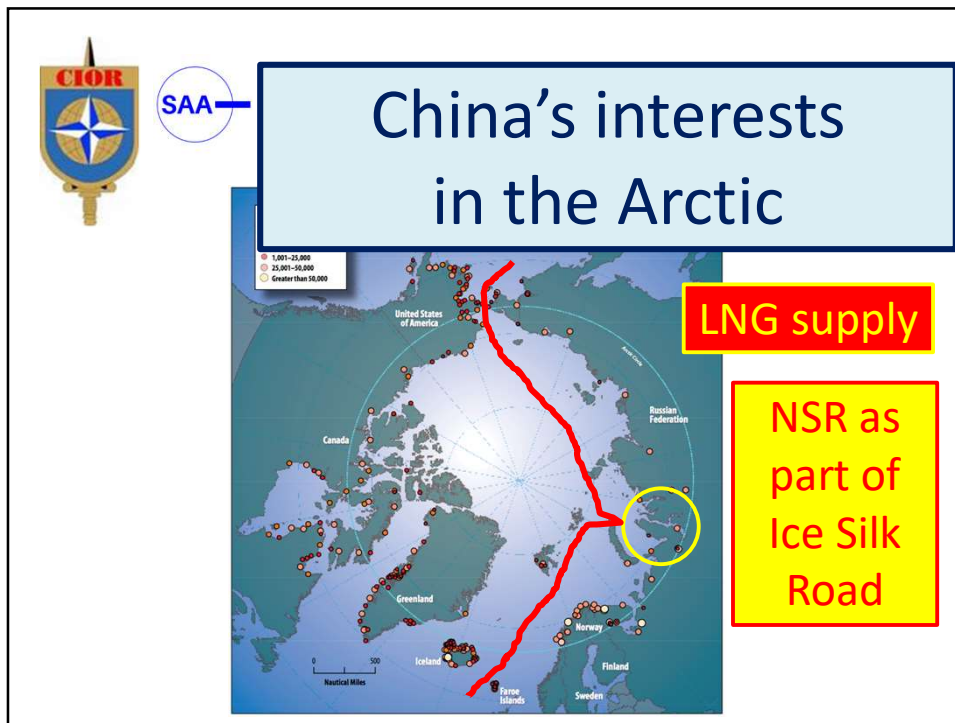 CIOR
SAA
China’s interests
in the Arctic
1,001–25,000
25,001–50,000
Greater than 50,000
United States
of America
LNG supply
Arctic Circle
Russian
Federation
Canada
NSR as
part of
Ice Silk
Road
Greenland
Norway
Iceland
Finland
0 500
Nautical Miles
Faroe
Islands
Sweden